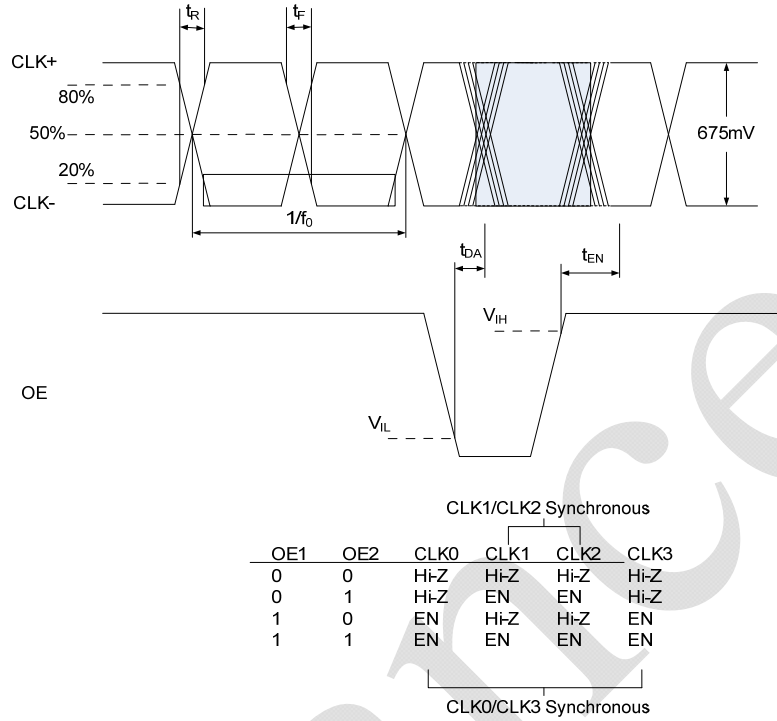 tR tF
CLK+
80%
50%
20%
CLK-
675mV
1/f0
tDA
tEN
VIH
OE
VIL
CLK1/CLK2 Synchronous
OE1 OE2 CLK0 CLK1 CLK2 CLK3
0 0 Hi-Z Hi-Z Hi-Z Hi-Z
0 1 Hi-Z EN EN Hi-Z
1 0 EN Hi-Z Hi-Z EN
1 1 EN EN EN EN
CLK0/CLK3 Synchronous